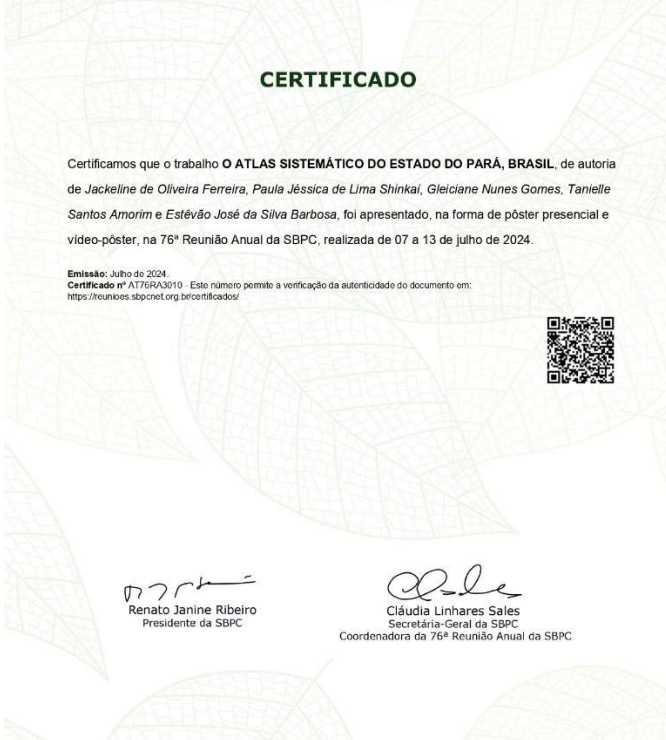 CERTIFICADO
Certificamos que o trabalho O ATLAS SISTEMÁTICO DO ESTADO DO PARÁ, BRASIL, de autoria
de Jackeline de Oliveira Ferreira, Paula Jéssica de Lima Shinkai, Gleiciane Nunes Gomes, Tanielle
Santos Amorim e Estêvão José da Silva Barbosa, foi apresentado, na forma de pôster presencial e
vídeo-pôster, na 76ª Reunião Anual da SBPC, realizada de 07 a 13 de julho de 2024.
Emissão: Julho de 2024.
Certificado nº AT76RA3010 - Este número permite a verificação da autenticidade do documento em:
https://reunioes.sbpcnet.org.br/certificados/
Renato Janine Ribeiro
Presidente da SBPC
Cláudia Linhares Sales
Secretária-Geral da SBPC
Coordenadora da 76ª Reunião Anual da SBPC